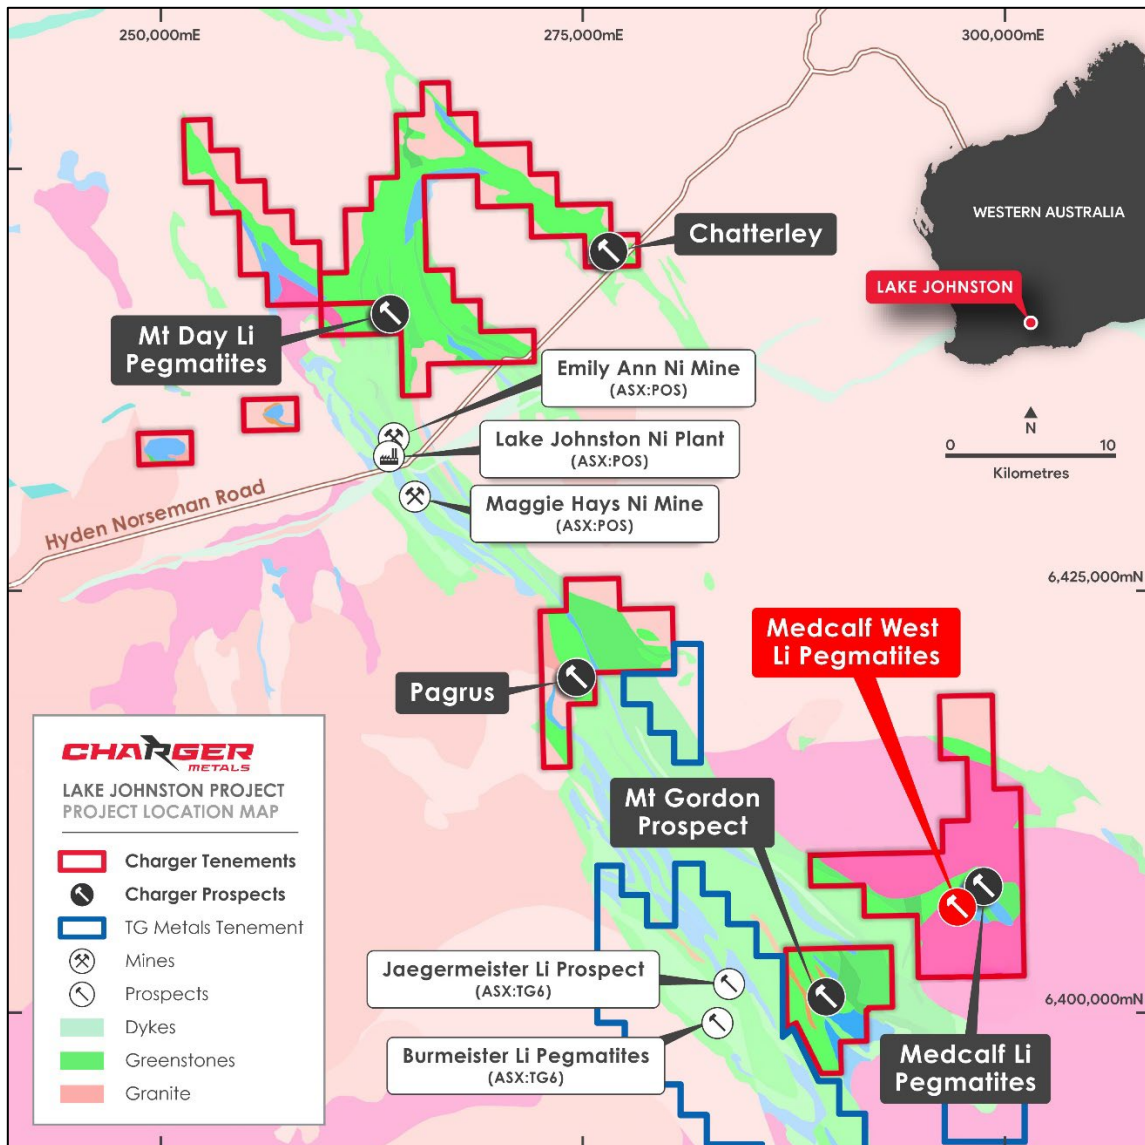 250,000mE
275,000mE
300,000mE
WESTERN AUSTRALIA
LAKE JOHNSTON
N
0 10
Kilometres
Chatterley
Mt Day Li
Pegmatites
Emily Ann Ni Mine
(ASX:POS)
Lake Johnston Ni Plant
(ASX:POS)
Maggie Hays Ni Mine
(ASX:POS)
Hyden Norseman Road
6,425,000mN
Medcalf West
Li Pegmatites
Pagrus
Mt Gordon
Prospect
Jaegermeister Li Prospect
(ASX:TG6)
Burmeister Li Pegmatites
(ASX:TG6)
6,400,000mN
Medcalf Li
Pegmatites
CHARGER
METALS
LAKE JOHNSTON PROJECT
PROJECT LOCATION MAP
Charger Tenements
Charger Prospects
TG Metals Tenement
Mines
Prospects
Dykes
Greenstones
Granite